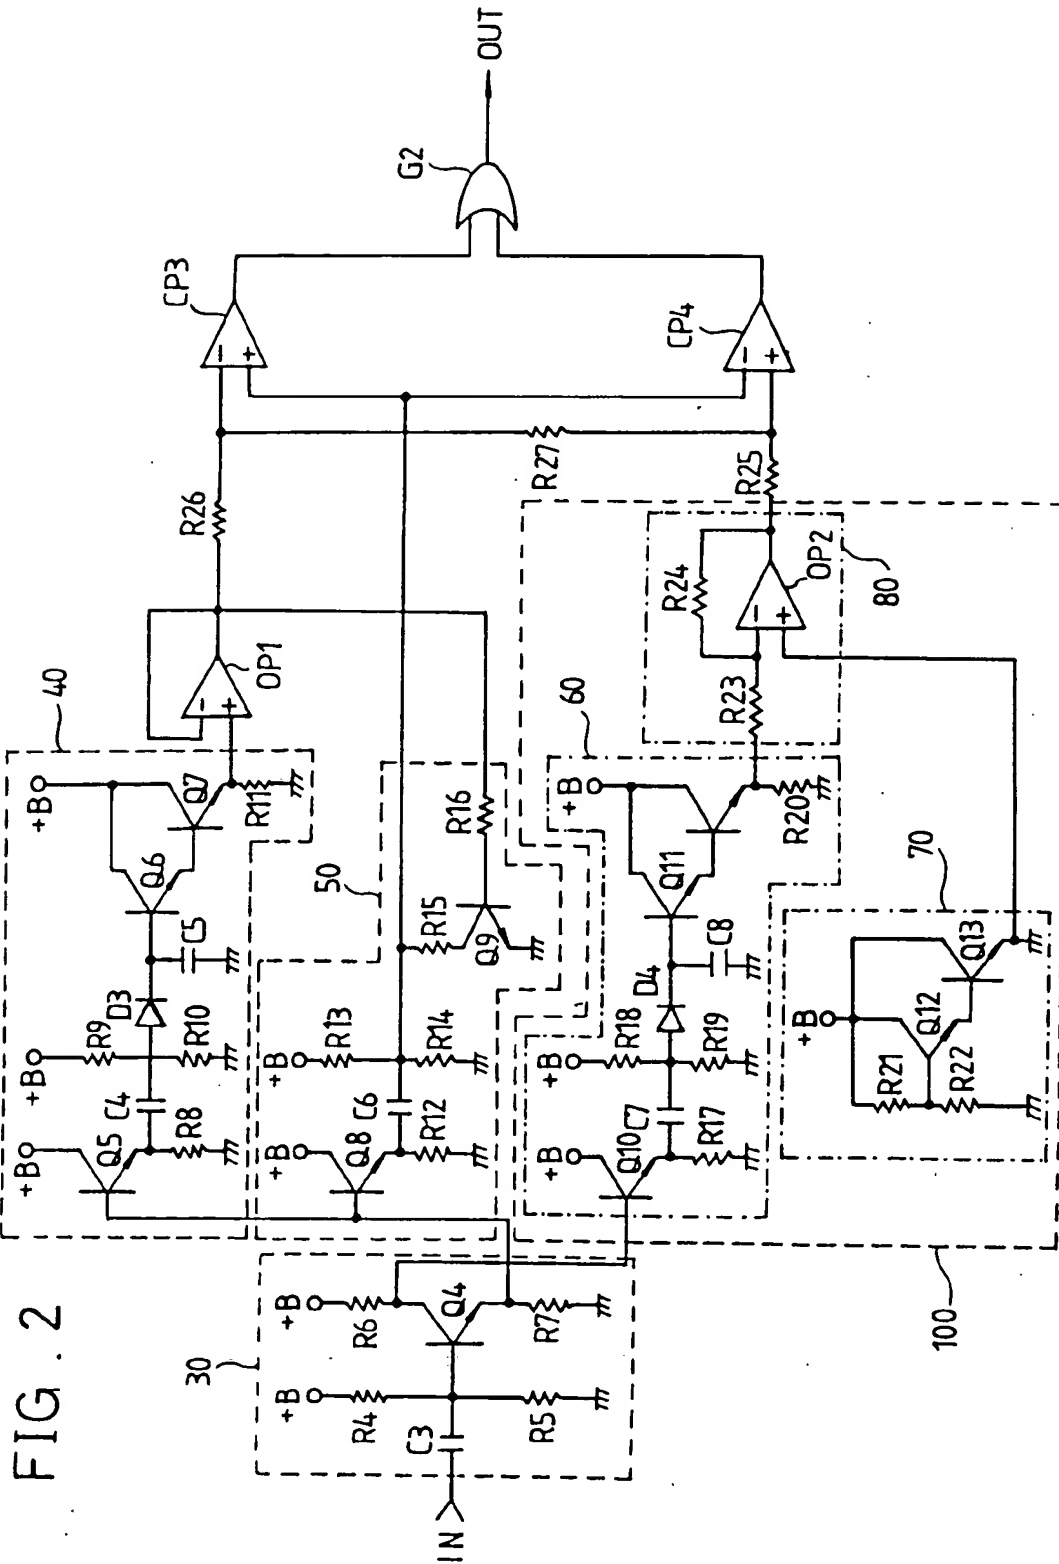 FIG. 2
IN
30
C3
+B
R4
R5
+B
R6
Q4
R7
40
+B
Q5
R8
C4
+B
R9
R10
D3
C5
Q6
+B
Q7
R11
OP1
R26
50
+B
Q8
R12
C6
+B
R13
R14
R15
Q9
R16
60
+B
Q10
R17
C7
+B
R18
R19
D4
C8
Q11
+B
R20
70
+B
R21
R22
Q12
Q13
80
R23
R24
OP2
R25
R27
100
CP3
-
+
CP4
-
+
-
+
-
+
G2
OUT